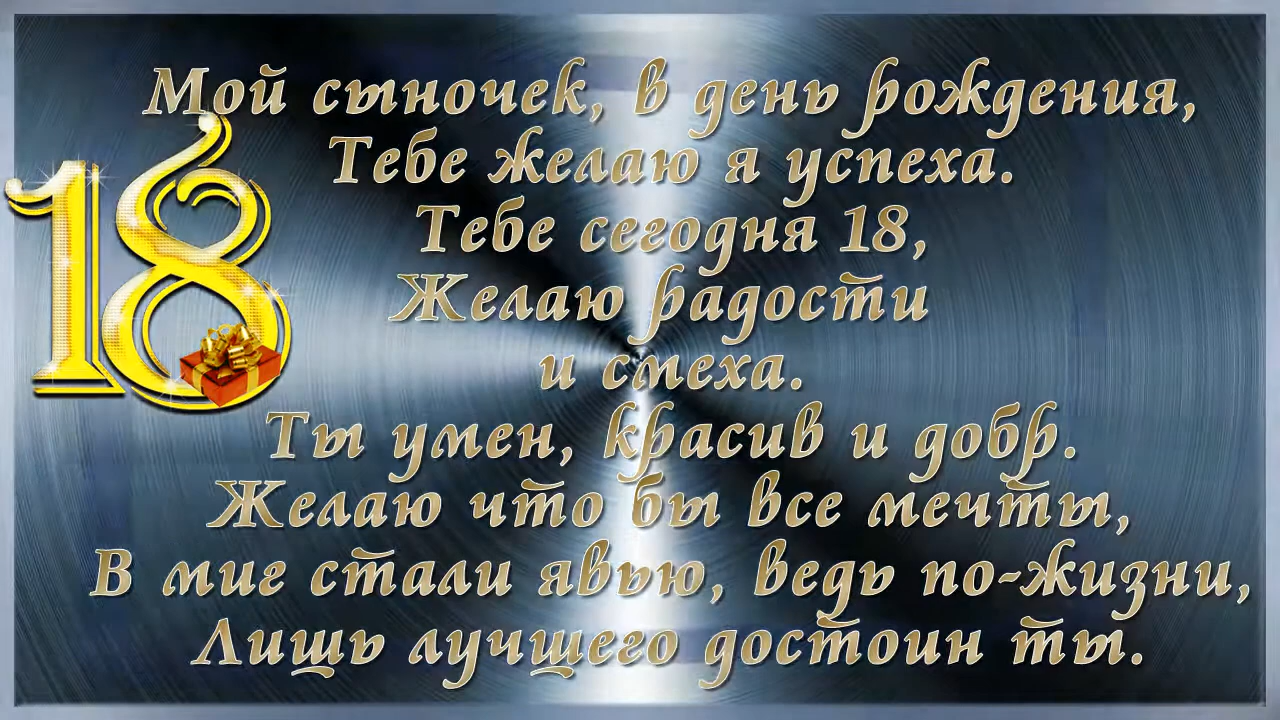 18
Мой сыночек, в день рождения,
Тебе желаю я успеха.
Тебе сегодня 18,
Желаю радости
и смеха.
Ты умен, красив и добр.
Желаю что бы все мечты,
В миг стали явью, ведь по-жизни,
Лишь лучшего достоин ты.